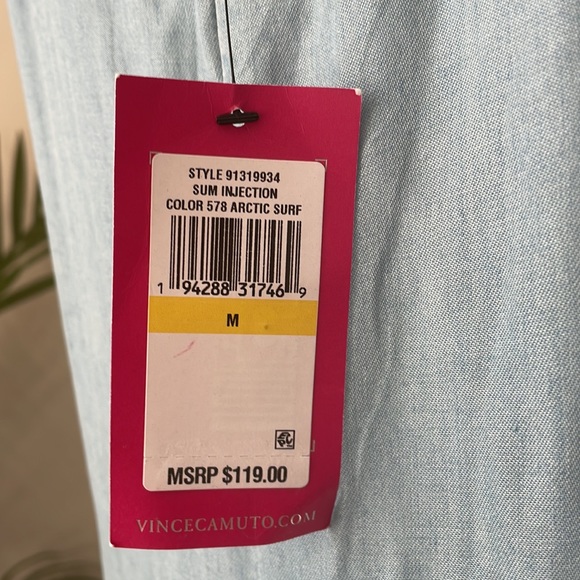 STYLE 91319934
SUM INJECTION
COLOR 578 ARCTIC SURF
1 94288 31746 9
M
MSRP $119.00
VINCECAMUTO.COM